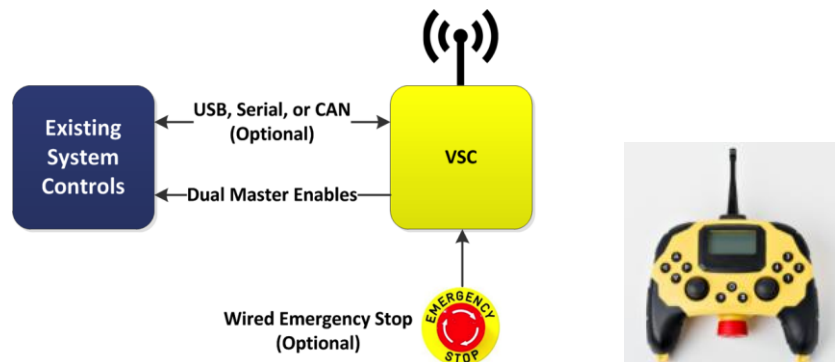 USB, Serial, or CAN
(Optional)
Existing
System
Controls
VSC
Dual Master Enables
Wired Emergency Stop
(Optional)
EMERGENCY
STOP